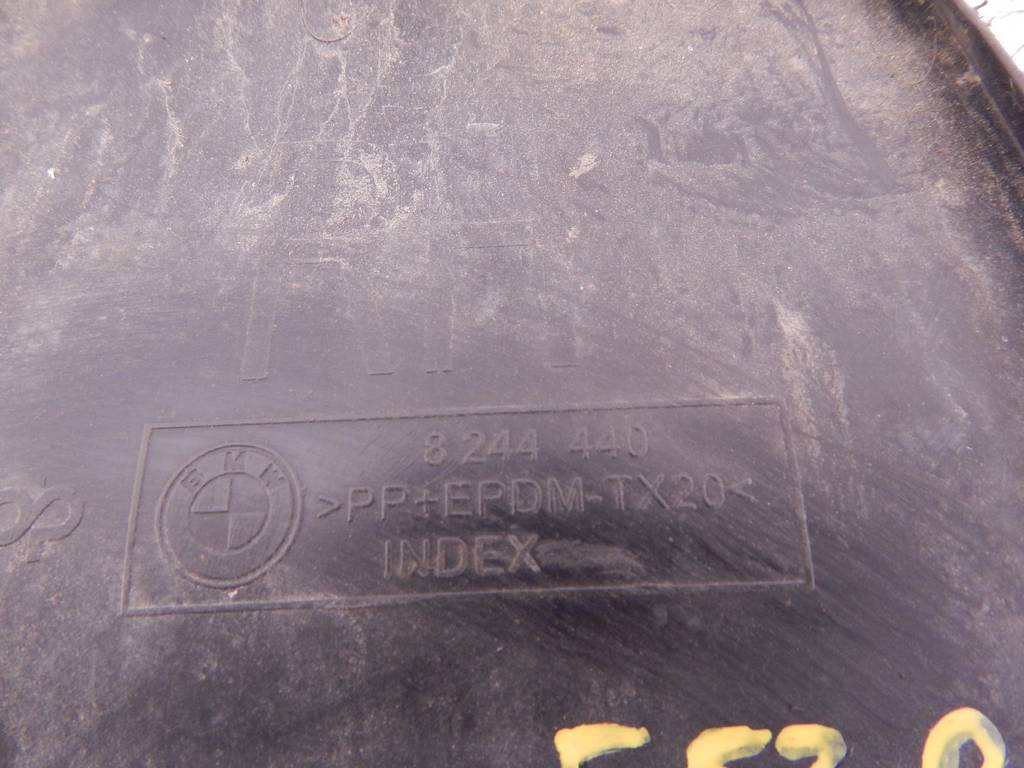 8 244 440
BMW
>PP+EPDM-TX20<
INDEX